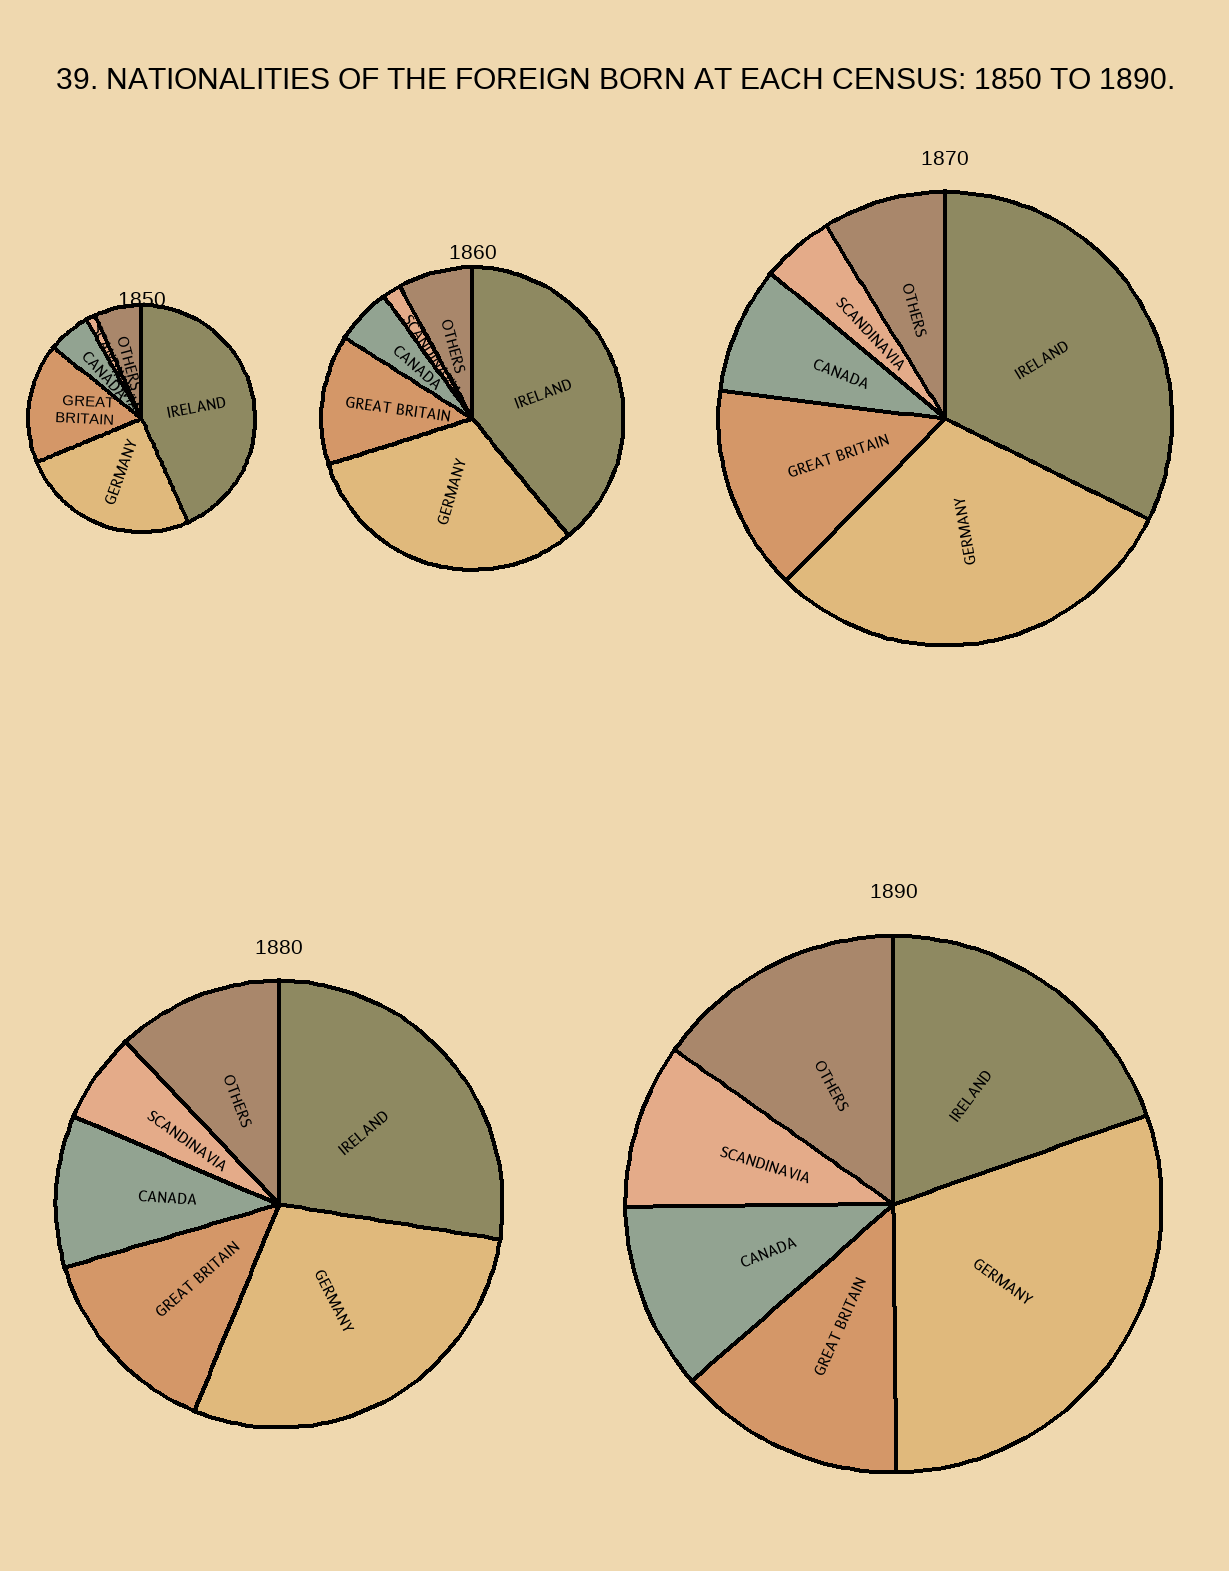 39. NATIONALITIES OF THE FOREIGN BORN AT EACH CENSUS: 1850 TO 1890.
1850
IRELAND
GERMANY
GREAT
BRITAIN
CANADA
OTHERS
1860
IRELAND
GERMANY
GREAT BRITAIN
CANADA
SCANDINAVIA
OTHERS
1870
IRELAND
GERMANY
GREAT BRITAIN
CANADA
SCANDINAVIA
OTHERS
1880
IRELAND
GERMANY
GREAT BRITAIN
CANADA
SCANDINAVIA
OTHERS
1890
IRELAND
GERMANY
GREAT BRITAIN
CANADA
SCANDINAVIA
OTHERS